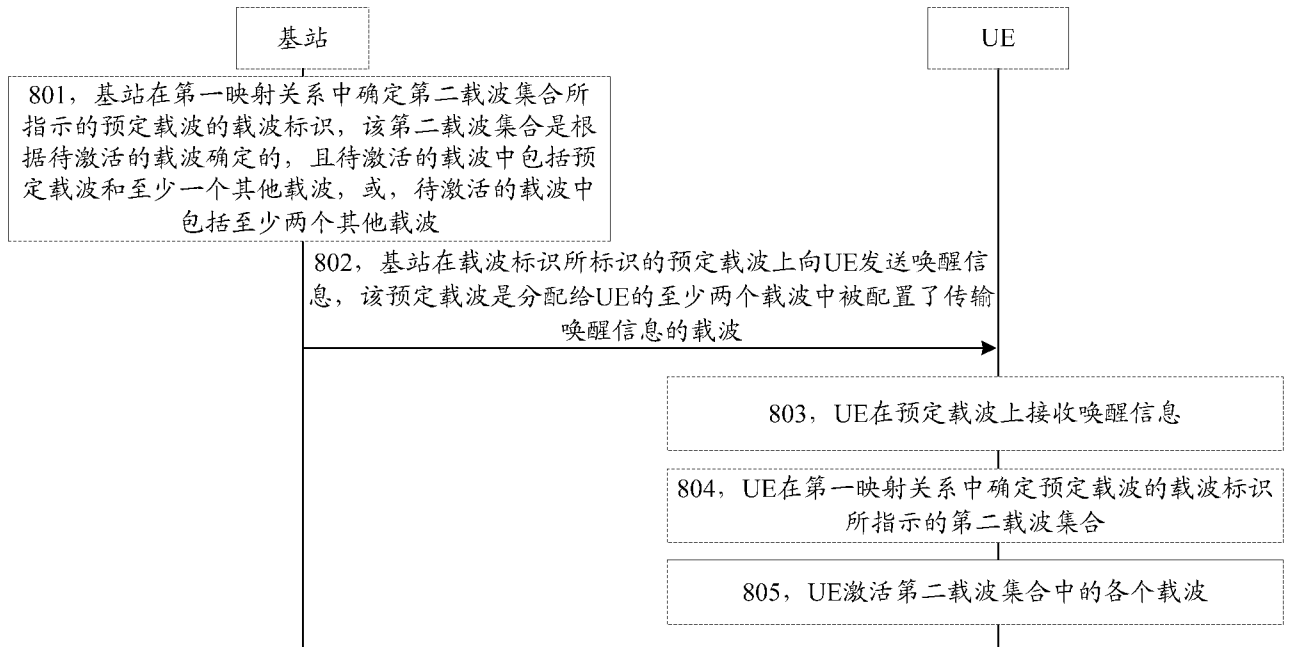 基站
UE
801，基站在第一映射关系中确定第二载波集合所
指示的预定载波的载波标识，该第二载波集合是根
据待激活的载波确定的，且待激活的载波中包括预
定载波和至少一个其他载波，或，待激活的载波中
包括至少两个其他载波
802，基站在载波标识所标识的预定载波上向UE发送唤醒信
息，该预定载波是分配给UE的至少两个载波中被配置了传输
唤醒信息的载波
803，UE在预定载波上接收唤醒信息
804，UE在第一映射关系中确定预定载波的载波标识
所指示的第二载波集合
805，UE激活第二载波集合中的各个载波